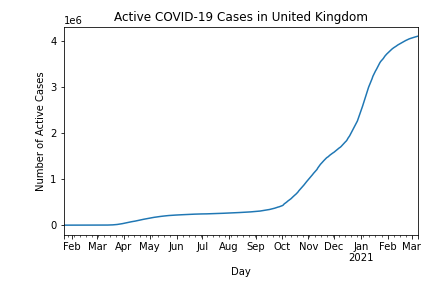 Active COVID-19 Cases in United Kingdom
1e6
4
3
2
1
0
Number of Active Cases
Feb Mar Apr May Jun Jul Aug Sep Oct Nov Dec Jan Feb Mar
2021
Day